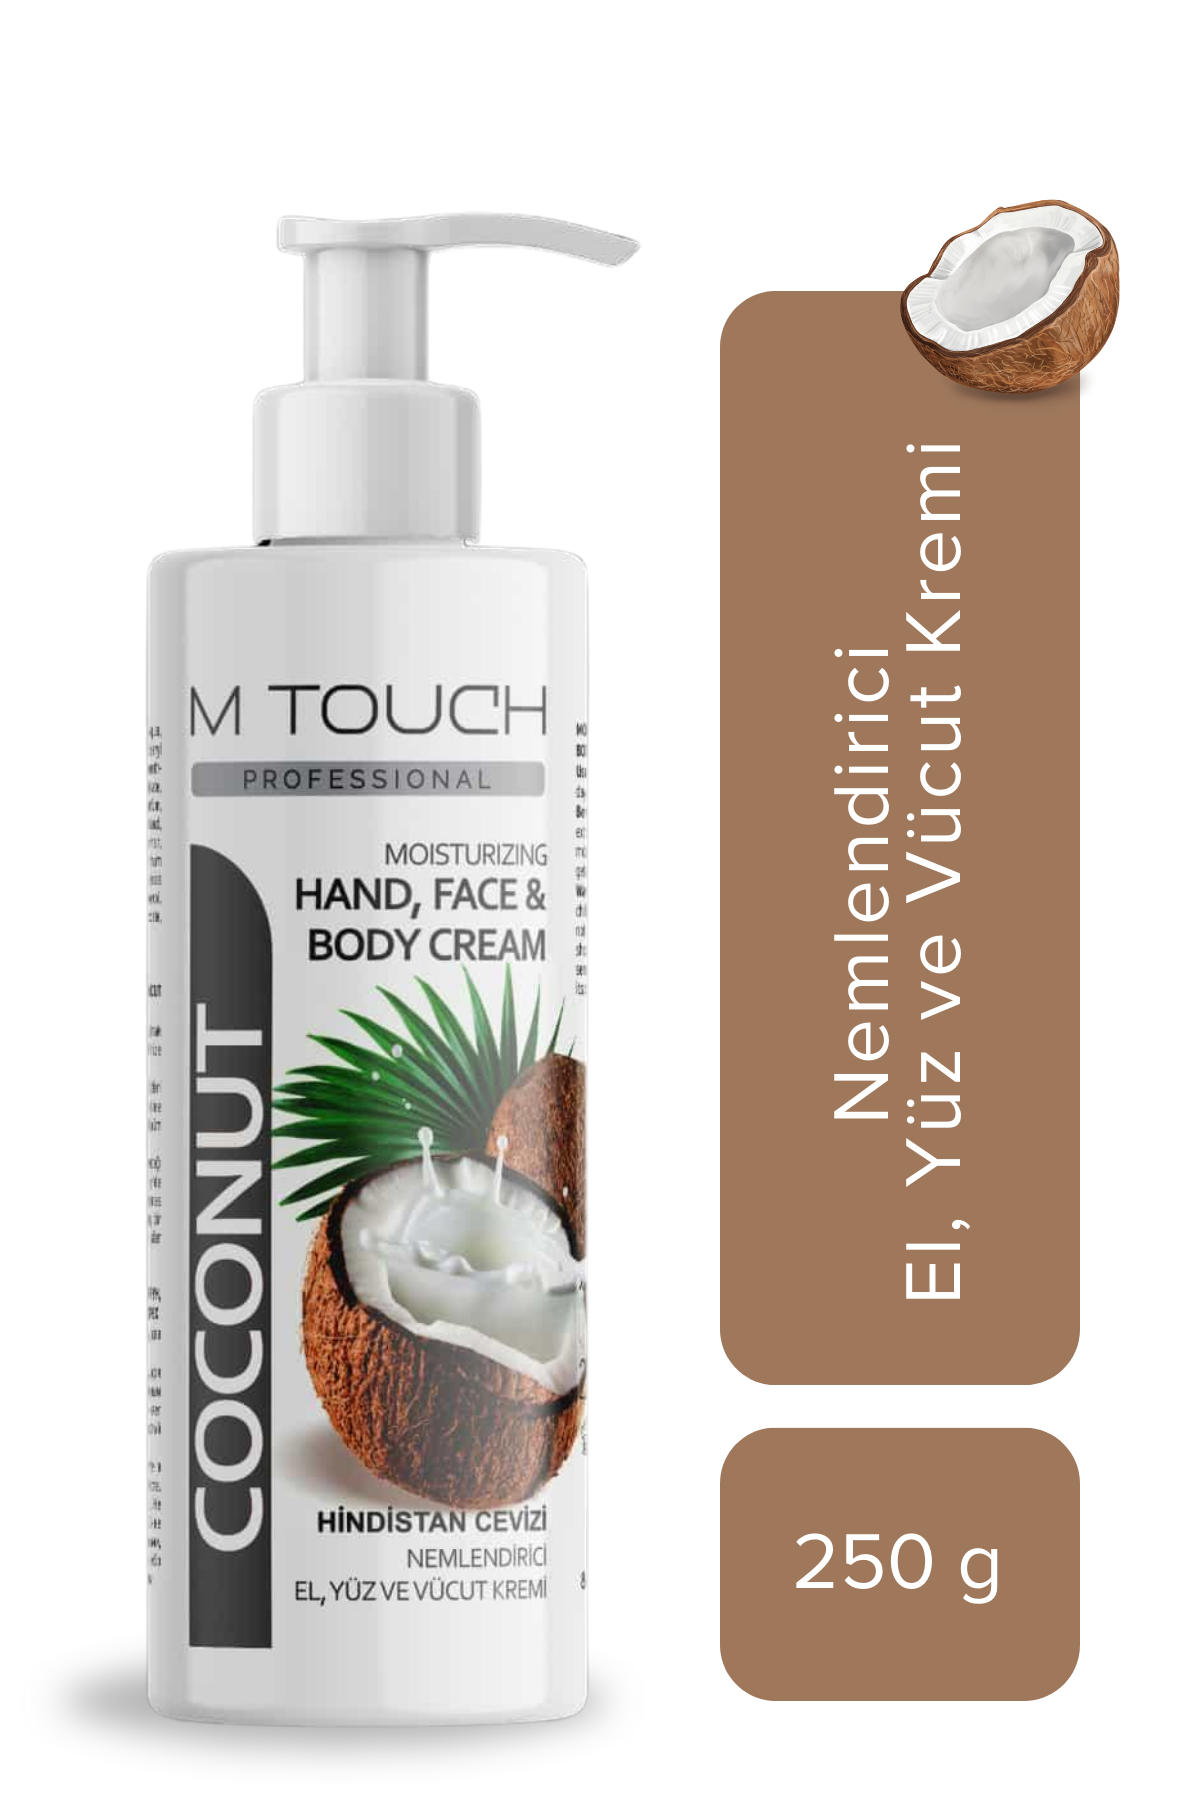 M TOUCH
PROFESSIONAL
MOISTURIZING
HAND, FACE &
BODY CREAM
COCONUT
HİNDİSTAN CEVİZİ
NEMLENDİRİCİ
EL, YÜZ VE VÜCUT KREMİ
Nemlendirici
El, Yüz ve Vücut Kremi
250 g